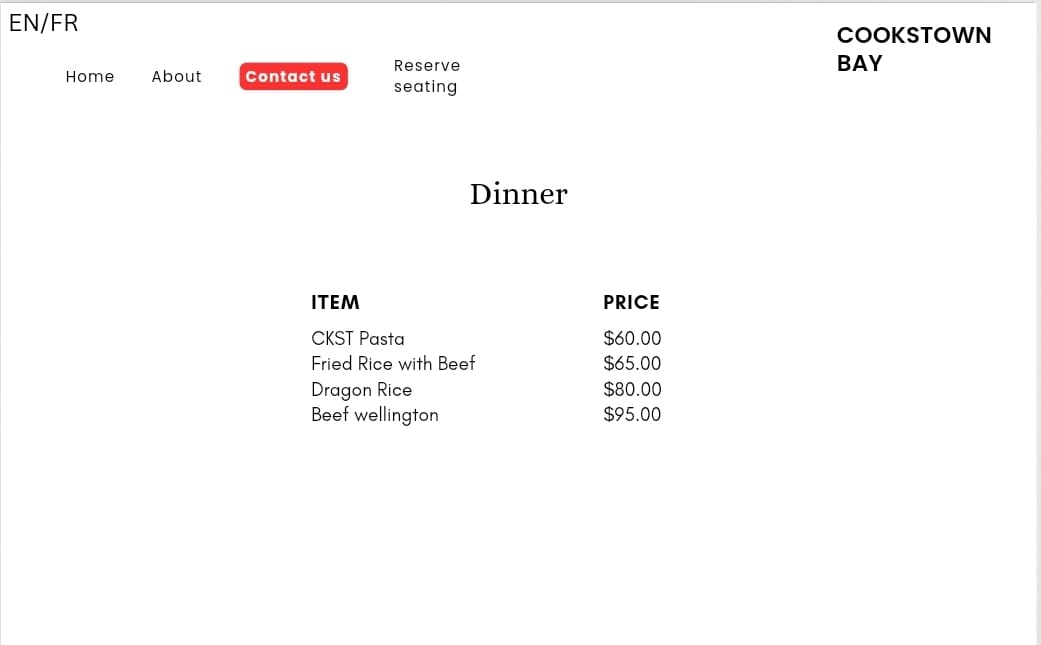 EN/FR
COOKSTOWN
BAY
Home About Contact us Reserve
seating
Dinner
ITEM PRICE
CKST Pasta $60.00
Fried Rice with Beef $65.00
Dragon Rice $80.00
Beef wellington $95.00